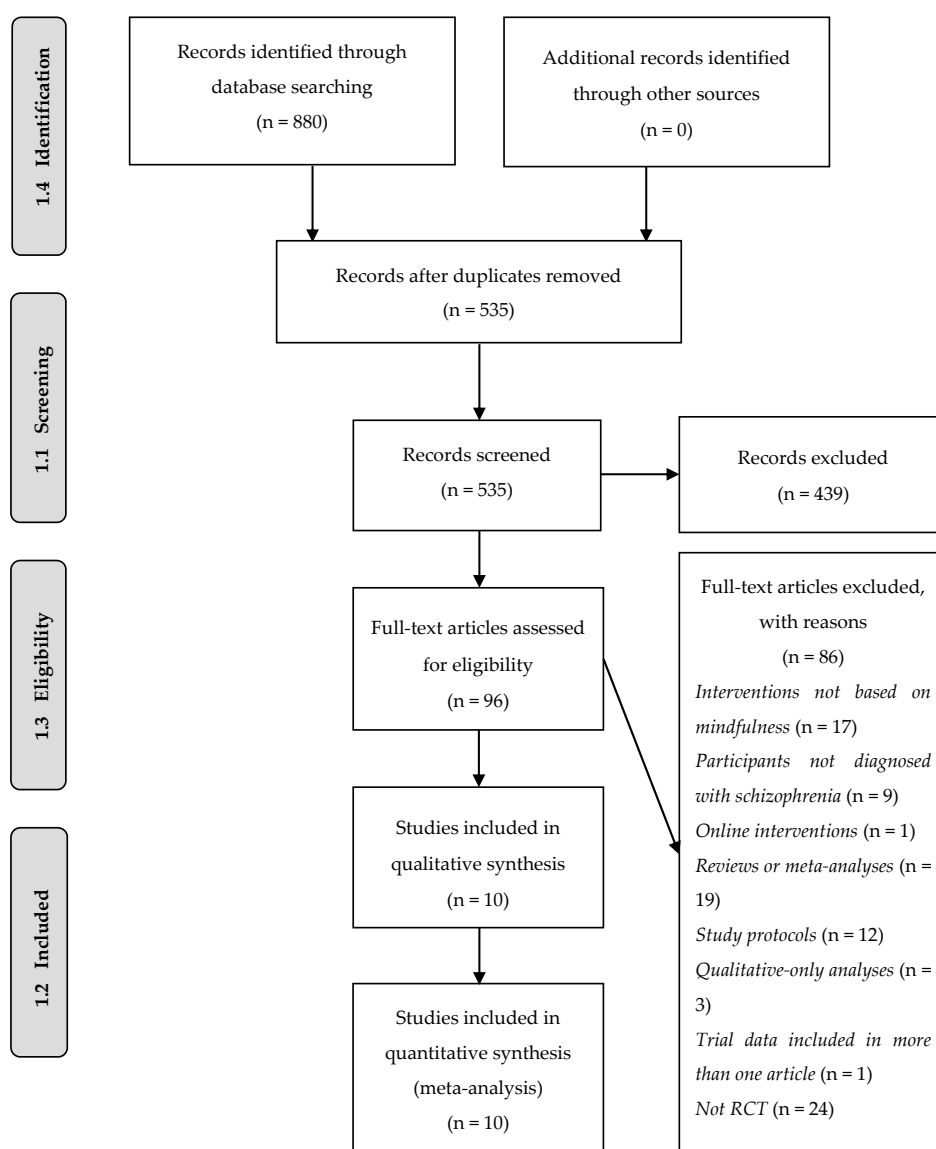 1.4 Identification
Records identified through
database searching
(n = 880)
Additional records identified
through other sources
(n = 0)
Records after duplicates removed
(n = 535)
1.1 Screening
Records screened
(n = 535)
Records excluded
(n = 439)
1.3 Eligibility
Full-text articles assessed
for eligibility
(n = 96)
Full-text articles excluded,
with reasons
(n = 86)
Interventions not based on
mindfulness (n = 17)
Participants not diagnosed
with schizophrenia (n = 9)
Online interventions (n = 1)
Reviews or meta-analyses (n =
19)
Study protocols (n = 12)
Qualitative-only analyses (n =
3)
Trial data included in more
than one article (n = 1)
Not RCT (n = 24)
1.2 Included
Studies included in
qualitative synthesis
(n = 10)
Studies included in
quantitative synthesis
(meta-analysis)
(n = 10)